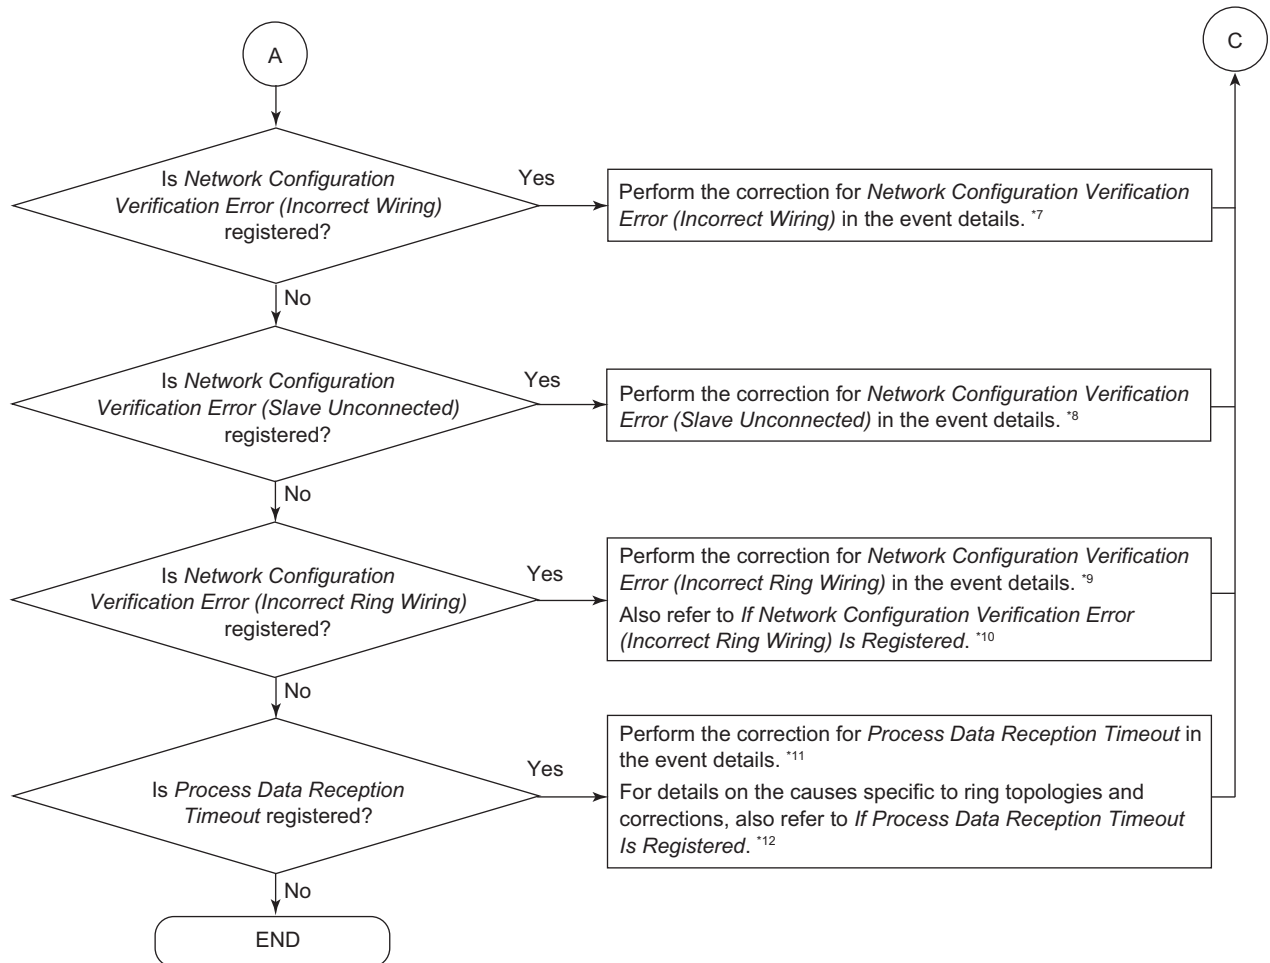 A
C
Is Network Configuration
Verification Error (Incorrect Wiring)
registered?
Yes
Perform the correction for Network Configuration Verification
Error (Incorrect Wiring) in the event details. *7
No
Is Network Configuration
Verification Error (Slave Unconnected)
registered?
Yes
Perform the correction for Network Configuration Verification
Error (Slave Unconnected) in the event details. *8
No
Is Network Configuration
Verification Error (Incorrect Ring Wiring)
registered?
Yes
Perform the correction for Network Configuration Verification
Error (Incorrect Ring Wiring) in the event details. *9
Also refer to If Network Configuration Verification Error
(Incorrect Ring Wiring) Is Registered. *10
No
Is Process Data Reception
Timeout registered?
Yes
Perform the correction for Process Data Reception Timeout in
the event details. *11
For details on the causes specific to ring topologies and
corrections, also refer to If Process Data Reception Timeout
Is Registered. *12
No
END